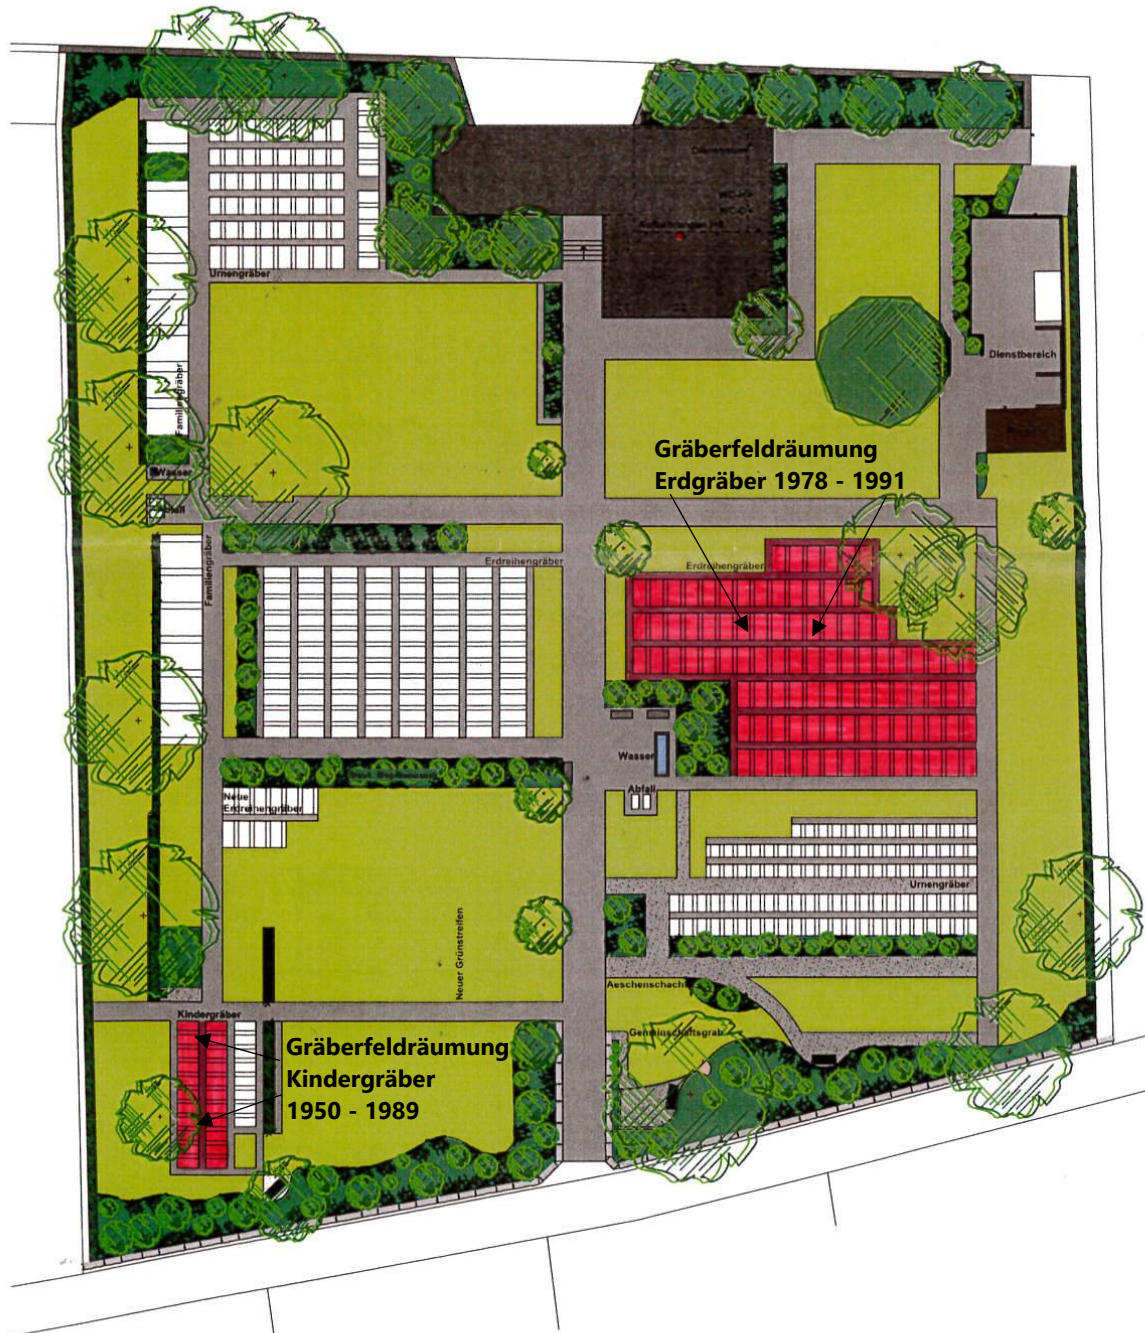 Urnengräber
Familiengräber
Wasser
Abfall
Dienstbereich
Gräberfeldräumung
Erdgräber 1978 - 1991
Familiengräber
Erdreihengräber
Erdreihengräber
Wasser
Abfall
Neue
Erdreihengräber
Urnengräber
Neuer Grünstreifen
Aeschenschacht
Kindergräber
Gemeinschaftsgrab
Gräberfeldräumung
Kindergräber
1950 - 1989